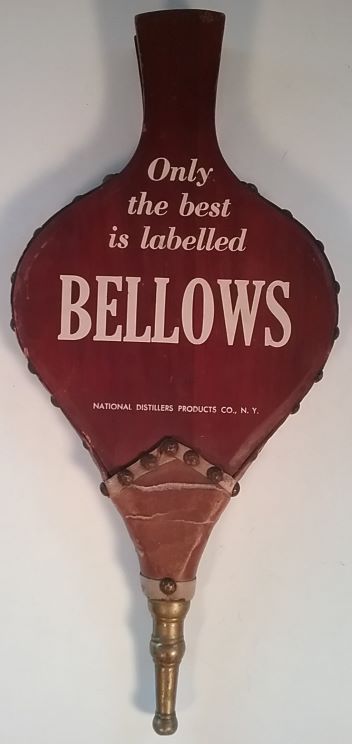 Only
the best
is labelled
BELLOWS
NATIONAL DISTILLERS PRODUCTS CO., N. Y.